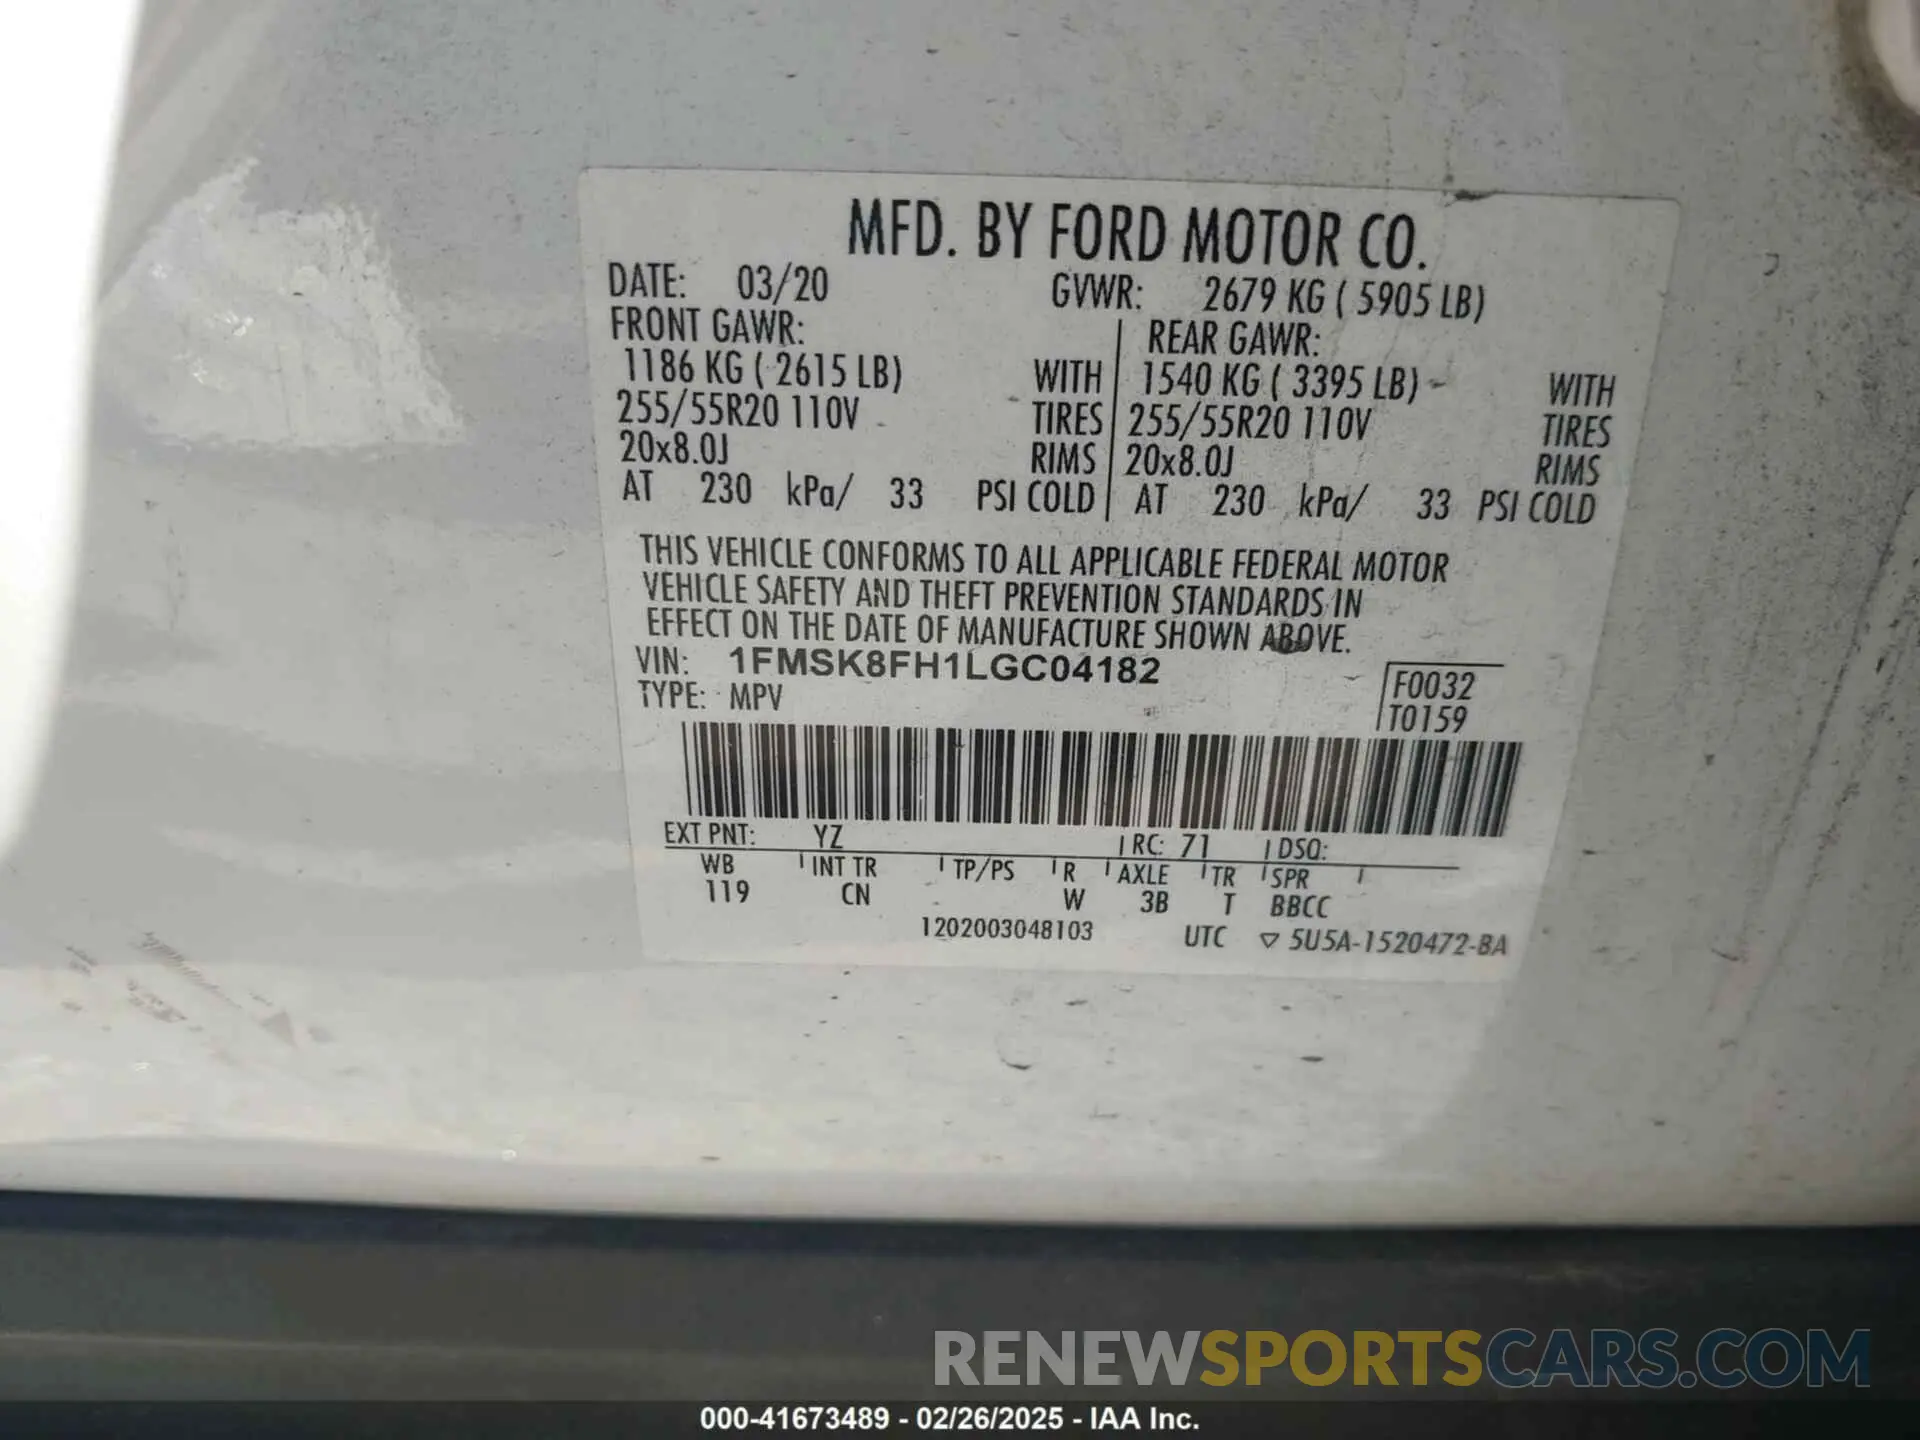 MFD. BY FORD MOTOR CO.
DATE: 03/20 GVWR: 2679 KG ( 5905 LB)
FRONT GAWR: REAR GAWR:
1186 KG ( 2615 LB) WITH 1540 KG ( 3395 LB) WITH
255/55R20 110V TIRES 255/55R20 110V TIRES
20x8.0J RIMS 20x8.0J RIMS
AT 230 kPa/ 33 PSI COLD AT 230 kPa/ 33 PSI COLD
THIS VEHICLE CONFORMS TO ALL APPLICABLE FEDERAL MOTOR
VEHICLE SAFETY AND THEFT PREVENTION STANDARDS IN
EFFECT ON THE DATE OF MANUFACTURE SHOWN ABOVE.
VIN: 1FMSK8FH1LGC04182
TYPE: MPV
F0032
T0159
EXT PNT: YZ RC: 71 DSO:
WB INT TR TP/PS R AXLE TR SPR
119 CN W 3B T BBCC
1202003048103 UTC ▽ 5U5A-1520472-BA
RENEWSPORTSCARS.COM
000-41673489 - 02/26/2025 - IAA Inc.